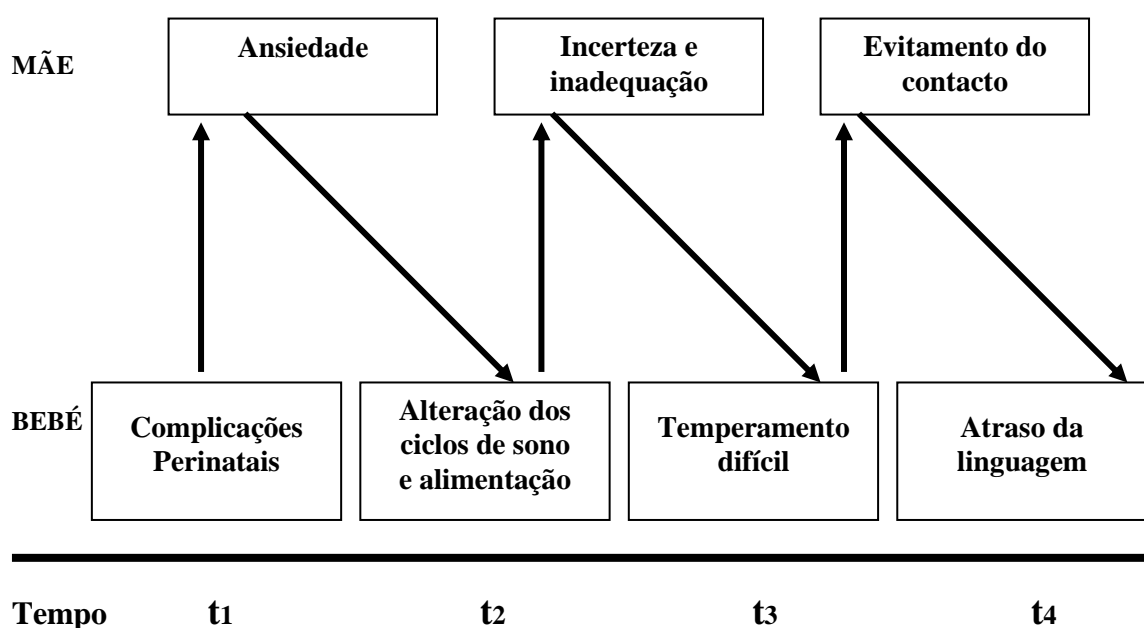 MÃE
Ansiedade
Incerteza e
inadequação
Evitamento do
contacto
BEBÉ
Complicações
Perinatais
Alteração dos
ciclos de sono
e alimentação
Temperamento
difícil
Atraso da
linguagem
Tempo t1 t2 t3 t4